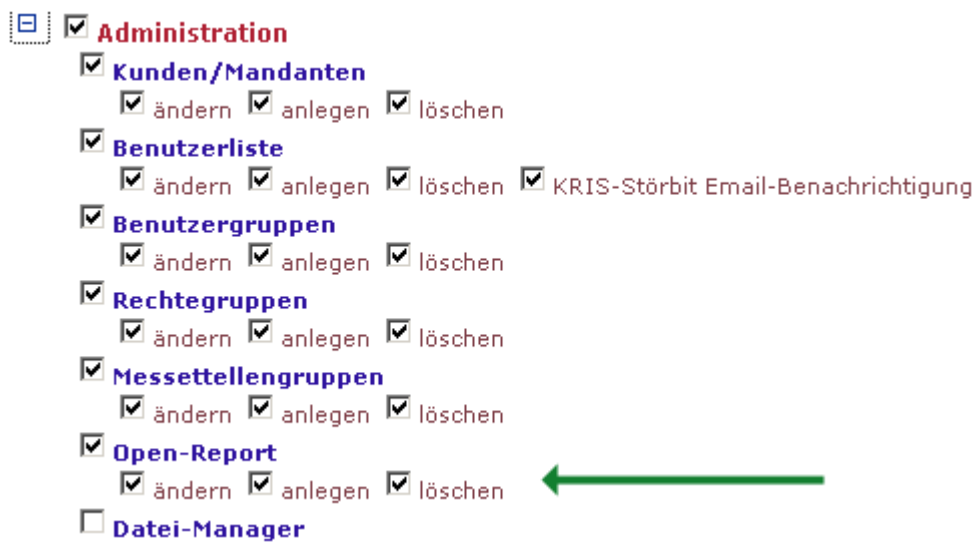 Administration
Kunden/Mandanten
ändern anlegen löschen
Benutzerliste
ändern anlegen löschen KRIS-Störbit Email-Benachrichtigung
Benutzergruppen
ändern anlegen löschen
Rechtegruppen
ändern anlegen löschen
Messettellengruppen
ändern anlegen löschen
Open-Report
ändern anlegen löschen
Datei-Manager